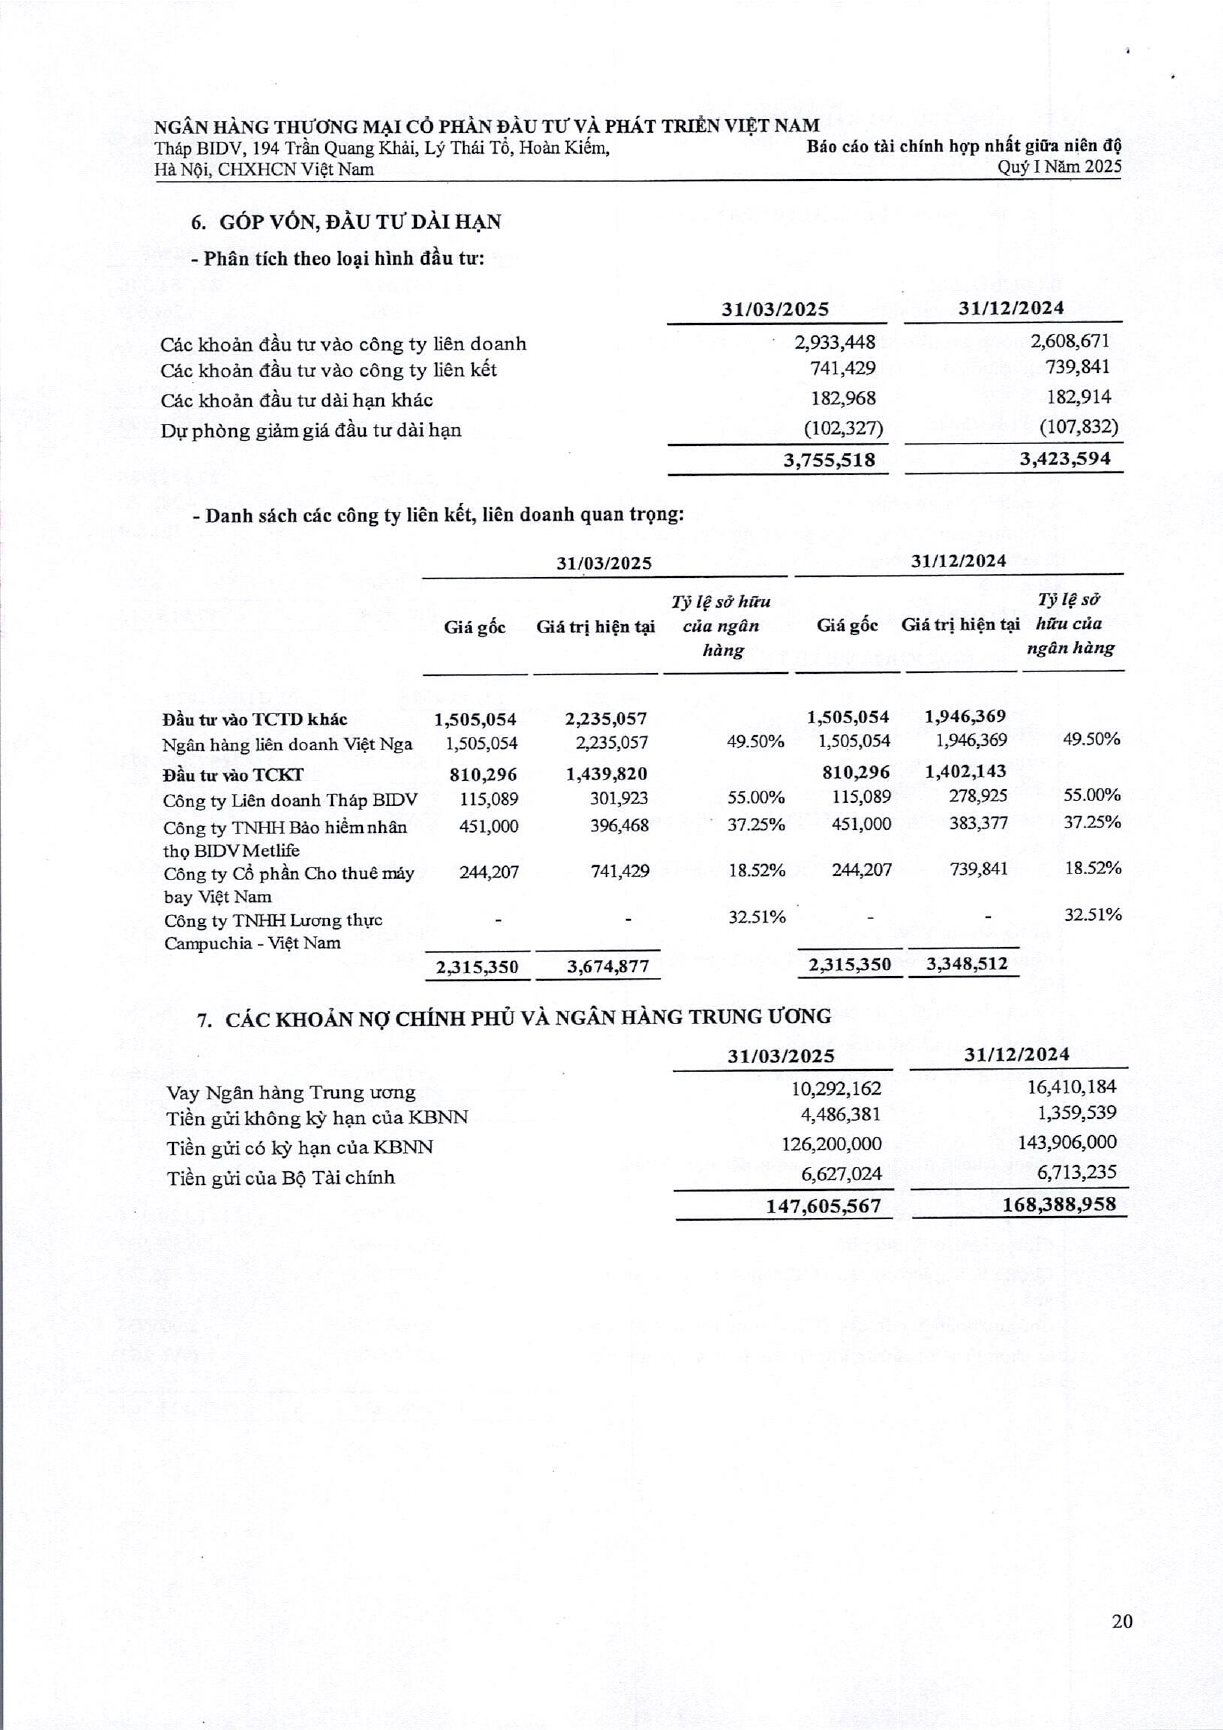 NGÂN HÀNG THƯƠNG MẠI CỔ PHẦN ĐẦU TƯ VÀ PHÁT TRIỂN VIỆT NAM
Tháp BIDV, 194 Trần Quang Khải, Lý Thái Tổ, Hoàn Kiếm, Báo cáo tài chính hợp nhất giữa niên độ
Hà Nội, CHXHCN Việt Nam Quý I Năm 2025
6. GÓP VỐN, ĐẦU TƯ DÀI HẠN
- Phân tích theo loại hình đầu tư:
31/03/2025 31/12/2024
Các khoản đầu tư vào công ty liên doanh 2,933,448 2,608,671
Các khoản đầu tư vào công ty liên kết 741,429 739,841
Các khoản đầu tư dài hạn khác 182,968 182,914
Dự phòng giảm giá đầu tư dài hạn (102,327) (107,832)
3,755,518 3,423,594
- Danh sách các công ty liên kết, liên doanh quan trọng:
31/03/2025 31/12/2024
Tỷ lệ sở hữu Tỷ lệ sở
Giá gốc Giá trị hiện tại của ngân Giá gốc Giá trị hiện tại hữu của
hàng ngân hàng
Đầu tư vào TCTD khác 1,505,054 2,235,057 1,505,054 1,946,369
Ngân hàng liên doanh Việt Nga 1,505,054 2,235,057 49.50% 1,505,054 1,946,369 49.50%
Đầu tư vào TCKT 810,296 1,439,820 810,296 1,402,143
Công ty Liên doanh Tháp BIDV 115,089 301,923 55.00% 115,089 278,925 55.00%
Công ty TNHH Bảo hiểm nhân 451,000 396,468 37.25% 451,000 383,377 37.25%
thọ BIDV Metlife
Công ty Cổ phần Cho thuê máy 244,207 741,429 18.52% 244,207 739,841 18.52%
bay Việt Nam
Công ty TNHH Lương thực - - 32.51% - - 32.51%
Campuchia - Việt Nam
2,315,350 3,674,877 2,315,350 3,348,512
7. CÁC KHOẢN NỢ CHÍNH PHỦ VÀ NGÂN HÀNG TRUNG ƯƠNG
31/03/2025 31/12/2024
Vay Ngân hàng Trung ương 10,292,162 16,410,184
Tiền gửi không kỳ hạn của KBNN 4,486,381 1,359,539
Tiền gửi có kỳ hạn của KBNN 126,200,000 143,906,000
Tiền gửi của Bộ Tài chính 6,627,024 6,713,235
147,605,567 168,388,958
20